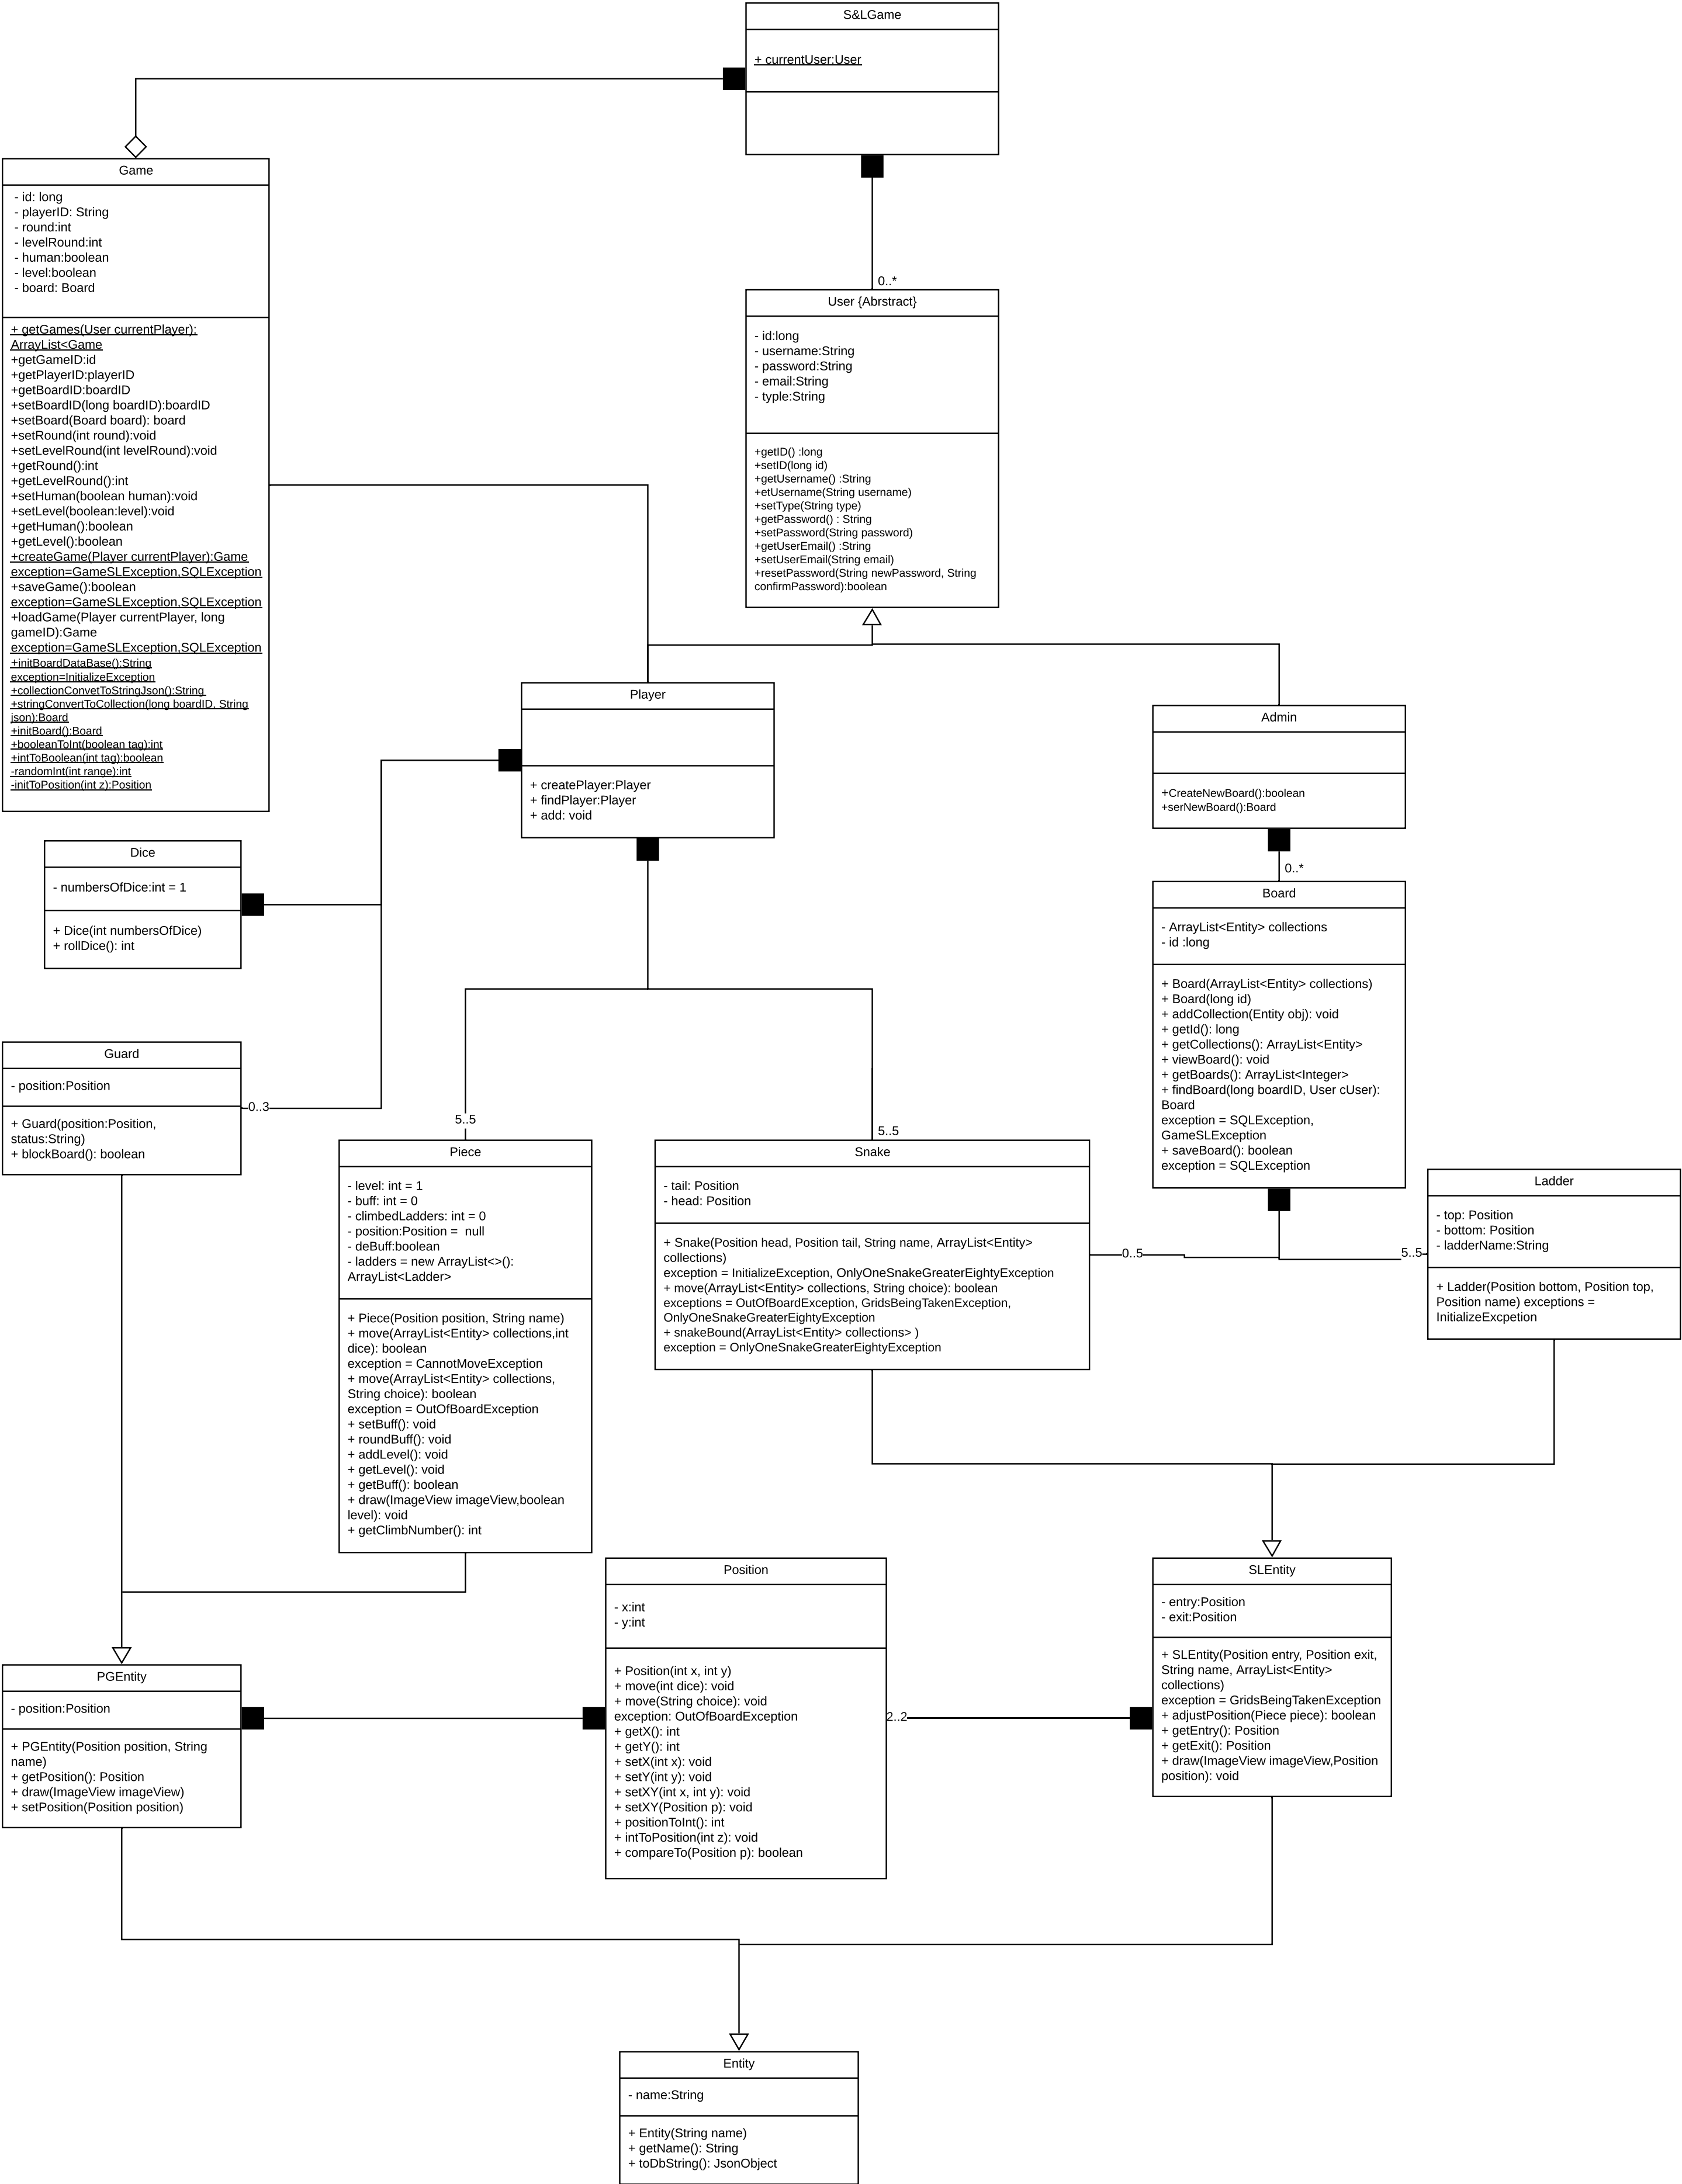 S&LGame
+ currentUser:User
Game
- id: long
- playerID: String
- round:int
- levelRound:int
- human:boolean
- level:boolean
- board: Board
+ getGames(User currentPlayer):
ArrayList<Game
+getGameID:id
+getPlayerID:playerID
+getBoardID:boardID
+setBoardID(long boardID):boardID
+setBoard(Board board): board
+setRound(int round):void
+setLevelRound(int levelRound):void
+getRound():int
+getLevelRound():int
+setHuman(boolean human):void
+setLevel(boolean:level):void
+getHuman():boolean
+getLevel():boolean
+createGame(Player currentPlayer):Game
exception=GameSLException,SQLException
+saveGame():boolean
exception=GameSLException,SQLException
+loadGame(Player currentPlayer, long
gameID):Game
exception=GameSLException,SQLException
+initBoardDataBase():String
exception=InitializeException
+collectionConvetToStringJson():String
+stringConvertToCollection(long boardID, String
json):Board
+initBoard():Board
+booleanToInt(boolean tag):int
+intToBoolean(int tag):boolean
-randomInt(int range):int
-initToPosition(int z):Position
0..*
User {Abrstract}
- id:long
- username:String
- password:String
- email:String
- typle:String
+getID() :long
+setID(long id)
+getUsername() :String
+etUsername(String username)
+setType(String type)
+getPassword() : String
+setPassword(String password)
+getUserEmail() :String
+setUserEmail(String email)
+resetPassword(String newPassword, String
confirmPassword):boolean
Player
+ createPlayer:Player
+ findPlayer:Player
+ add: void
Admin
+CreateNewBoard():boolean
+serNewBoard():Board
Dice
- numbersOfDice:int = 1
+ Dice(int numbersOfDice)
+ rollDice(): int
0..*
Board
- ArrayList<Entity> collections
- id :long
+ Board(ArrayList<Entity> collections)
+ Board(long id)
+ addCollection(Entity obj): void
+ getId(): long
+ getCollections(): ArrayList<Entity>
+ viewBoard(): void
+ getBoards(): ArrayList<Integer>
+ findBoard(long boardID, User cUser):
Board
exception = SQLException,
GameSLException
+ saveBoard(): boolean
exception = SQLException
Guard
- position:Position
+ Guard(position:Position,
status:String)
+ blockBoard(): boolean
0..3
5..5
Piece
- level: int = 1
- buff: int = 0
- climbedLadders: int = 0
- position:Position =  null
- deBuff:boolean
- ladders = new ArrayList<>():
ArrayList<Ladder>
+ Piece(Position position, String name)
+ move(ArrayList<Entity> collections,int
dice): boolean
exception = CannotMoveException
+ move(ArrayList<Entity> collections,
String choice): boolean
exception = OutOfBoardException
+ setBuff(): void
+ roundBuff(): void
+ addLevel(): void
+ getLevel(): void
+ getBuff(): boolean
+ draw(ImageView imageView,boolean
level): void
+ getClimbNumber(): int
5..5
Snake
- tail: Position
- head: Position
+ Snake(Position head, Position tail, String name, ArrayList<Entity>
collections)
exception = InitializeException, OnlyOneSnakeGreaterEightyException
+ move(ArrayList<Entity> collections, String choice): boolean
exceptions = OutOfBoardException, GridsBeingTakenException,
OnlyOneSnakeGreaterEightyException
+ snakeBound(ArrayList<Entity> collections> )
exception = OnlyOneSnakeGreaterEightyException
0..5
5..5
Ladder
- top: Position
- bottom: Position
- ladderName:String
+ Ladder(Position bottom, Position top,
Position name) exceptions =
InitializeExcpetion
PGEntity
- position:Position
+ PGEntity(Position position, String
name)
+ getPosition(): Position
+ draw(ImageView imageView)
+ setPosition(Position position)
Position
- x:int
- y:int
+ Position(int x, int y)
+ move(int dice): void
+ move(String choice): void
exception: OutOfBoardException
+ getX(): int
+ getY(): int
+ setX(int x): void
+ setY(int y): void
+ setXY(int x, int y): void
+ setXY(Position p): void
+ positionToInt(): int
+ intToPosition(int z): void
+ compareTo(Position p): boolean
2..2
SLEntity
- entry:Position
- exit:Position
+ SLEntity(Position entry, Position exit,
String name, ArrayList<Entity>
collections)
exception = GridsBeingTakenException
+ adjustPosition(Piece piece): boolean
+ getEntry(): Position
+ getExit(): Position
+ draw(ImageView imageView,Position
position): void
Entity
- name:String
+ Entity(String name)
+ getName(): String
+ toDbString(): JsonObject